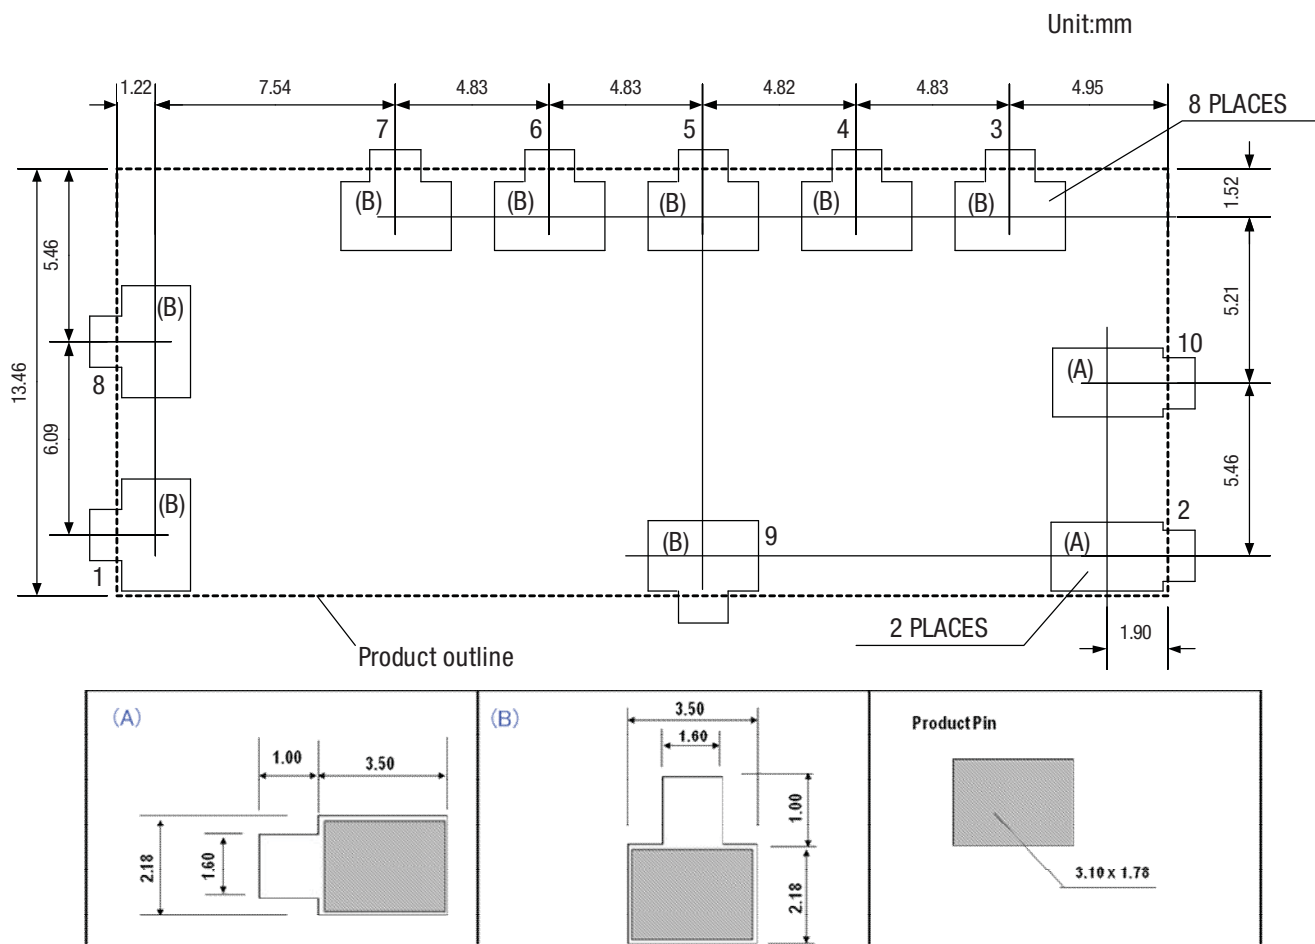 Unit:mm
1.22
7.54
4.83
4.83
4.82
4.83
4.95
8 PLACES
7
6
5
4
3
(B)
(B)
(B)
(B)
(B)
1.52
5.46
5.21
(B)
8
10
(A)
13.46
6.09
5.46
(B)
1
(B)
9
(A)
2
2 PLACES
1.90
Product outline
(A)
1.00
3.50
2.18
1.60
(B)
3.50
1.60
1.00
2.18
Product Pin
3.10 x 1.78